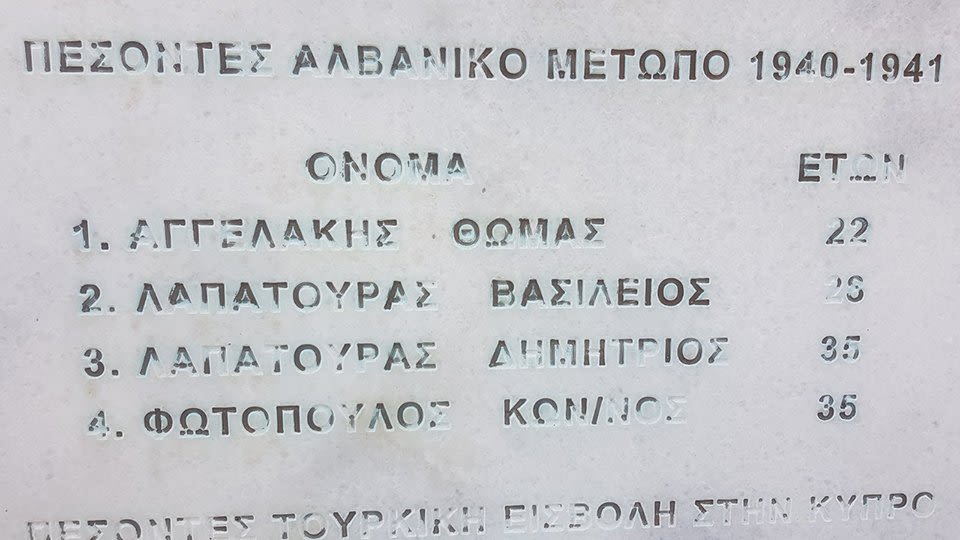 ΠΕΣΟΝΤΕΣ ΑΛΒΑΝΙΚΟ ΜΕΤΩΠΟ 1940-1941
ΟΝΟΜΑ ΕΤΩΝ
1. ΑΓΓΕΛΑΚΗΣ ΘΩΜΑΣ 22
2. ΛΑΠΑΤΟΥΡΑΣ ΒΑΣΙΛΕΙΟΣ 26
3. ΛΑΠΑΤΟΥΡΑΣ ΔΗΜΗΤΡΙΟΣ 35
4. ΦΩΤΟΠΟΥΛΟΣ ΚΩΝ/ΝΟΣ 35
ΠΕΣΟΝΤΕΣ ΤΟΥΡΚΙΚΗ ΕΙΣΒΟΛΗ ΣΤΗΝ ΚΥΠΡΟ